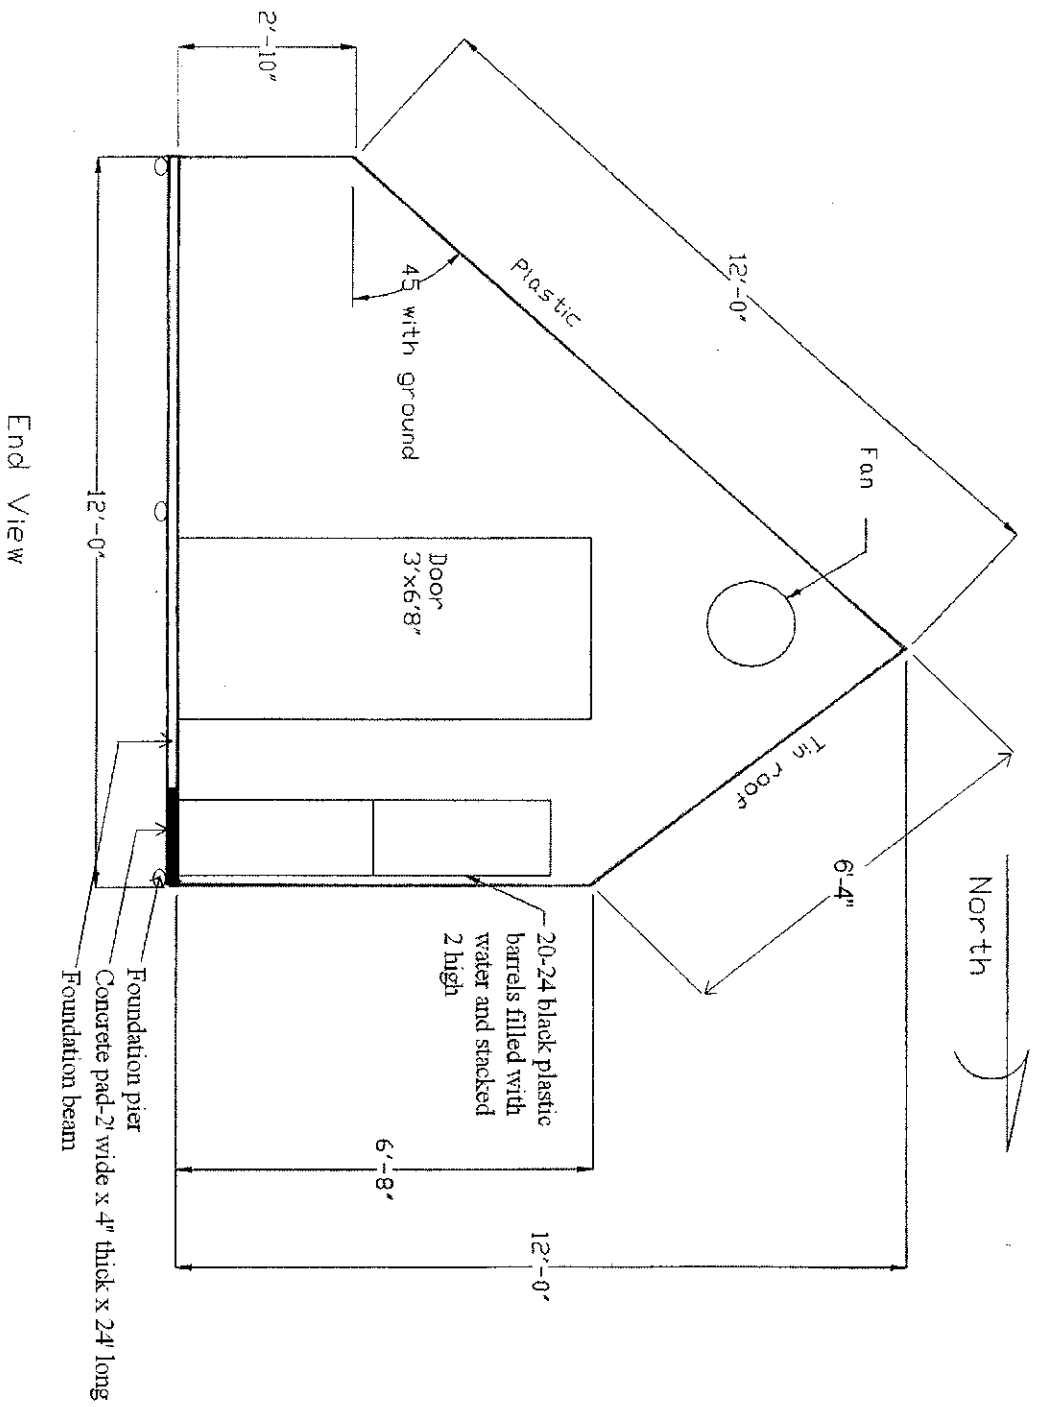 North
12'-0"
Plastic
Fan
Tin roof
6'-4"
2'-10"
45 with ground
Door
3'x6'8"
20-24 black plastic
barrels filled with
water and stacked
2 high
6'-8"
12'-0"
12'-0"
Foundation pier
Concrete pad-2' wide x 4" thick x 24' long
Foundation beam
End View